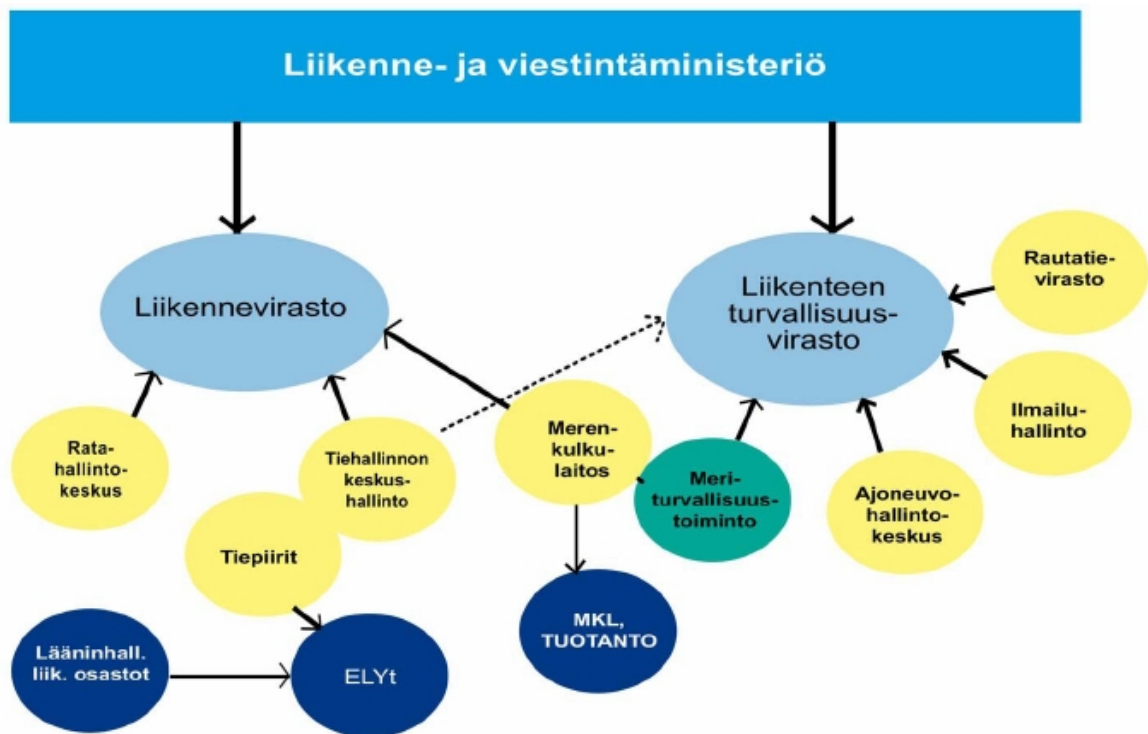 Liikenne- ja viestintäministeriö
Liikennevirasto
Liikenteen
turvallisuus-
virasto
Rautatie-
virasto
Ilmailu-
hallinto
Rata-
hallinto-
keskus
Tiehallinnon
keskus-
hallinto
Meren-
kulku-
laitos
Meri-
turvallisuus-
toiminto
Ajoneuvo-
hallinto-
keskus
Tiepiirit
Lääninhall.
liik. osastot
ELYt
MKL,
TUOTANTO